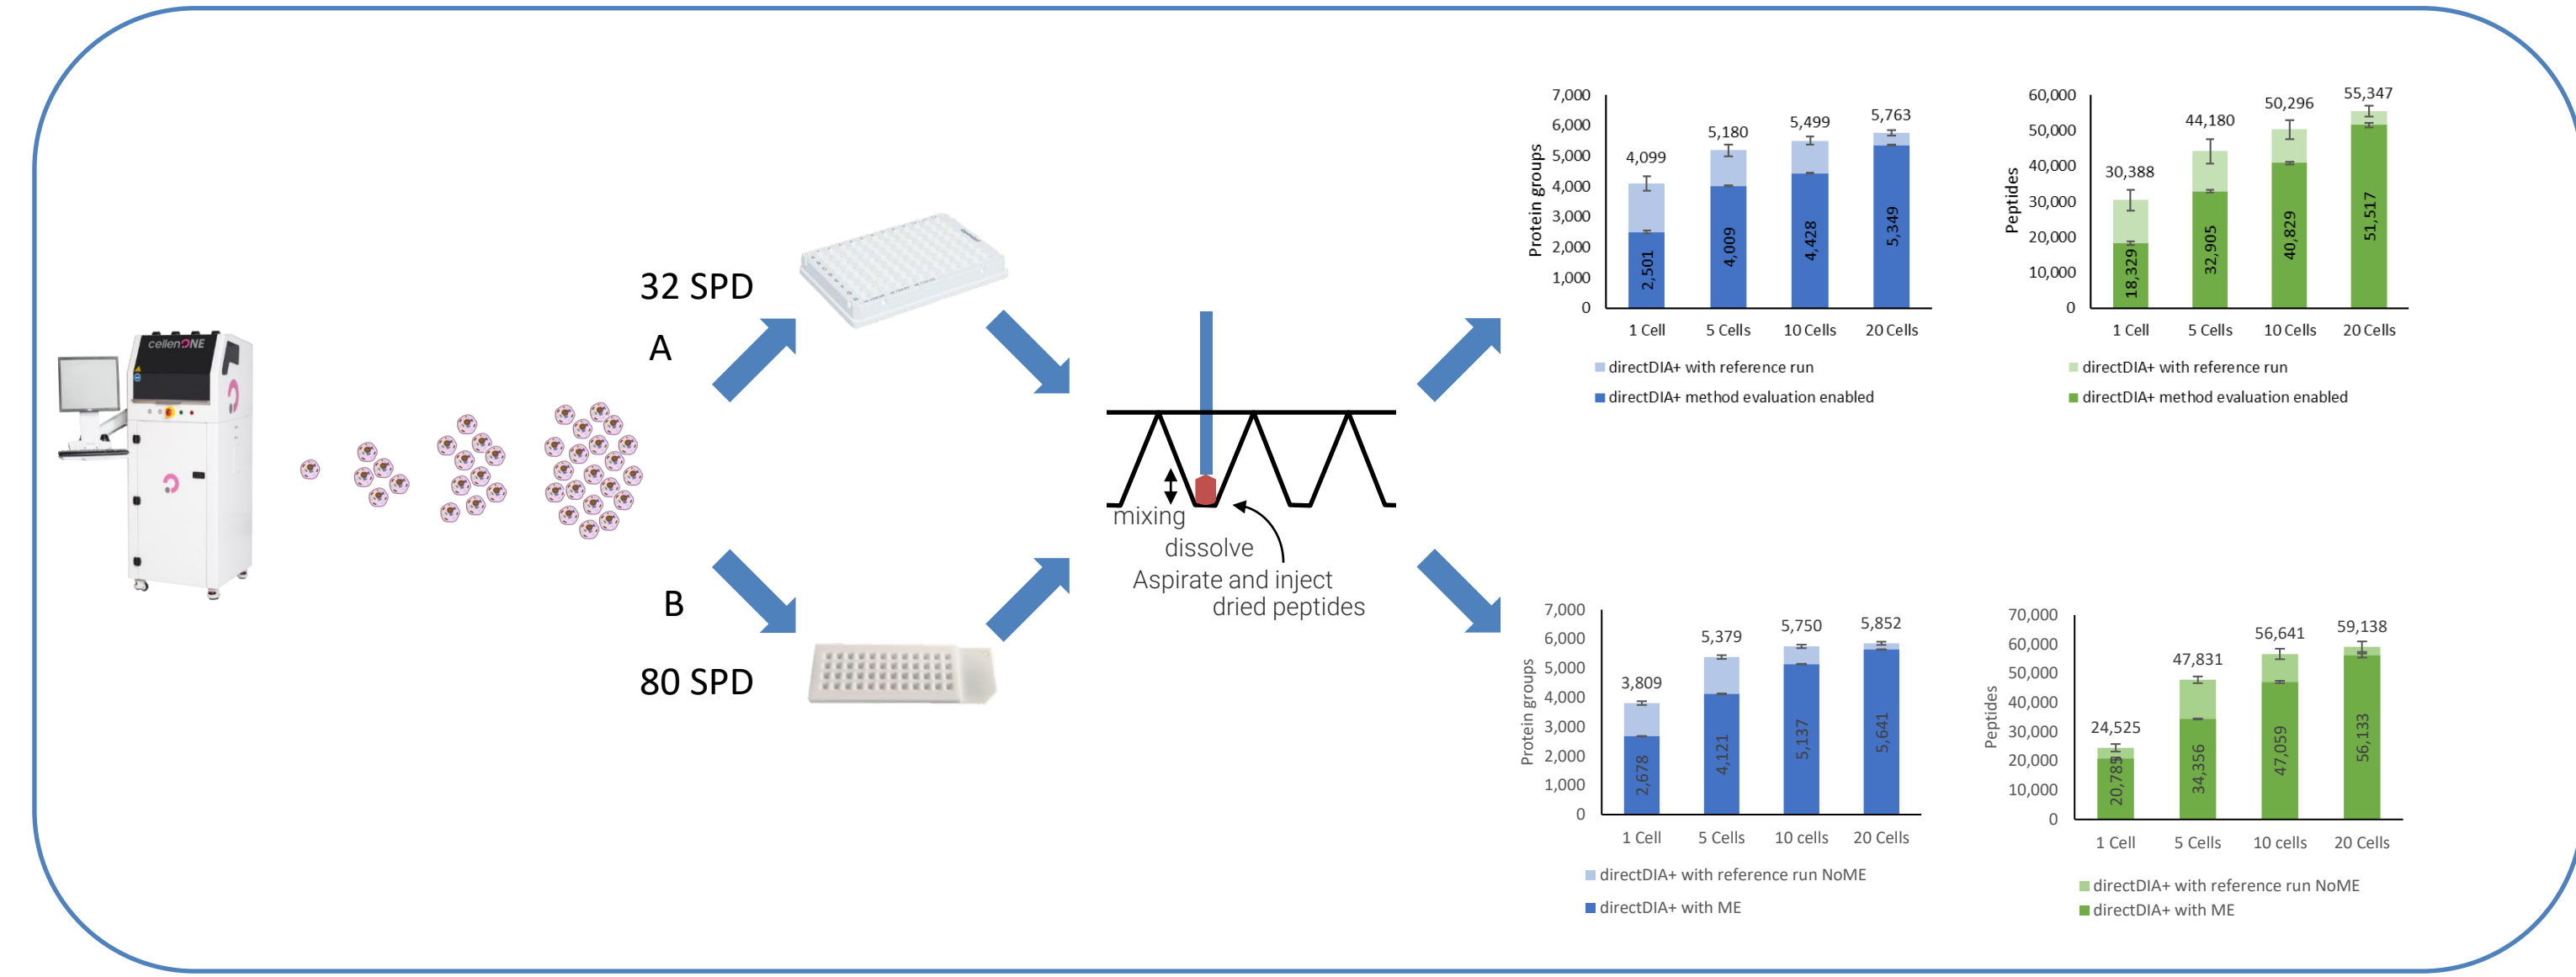 cellenONE
32 SPD
A
B
80 SPD
mixing
dissolve
Aspirate and inject
dried peptides
Protein groups
7,000
6,000
5,000
4,000
3,000
2,000
1,000
0
4,099
5,180
5,499
5,763
2,501
4,009
4,428
5,349
1 Cell
5 Cells
10 Cells
20 Cells
directDIA+ with reference run
directDIA+ method evaluation enabled
Peptides
60,000
50,000
40,000
30,000
20,000
10,000
0
30,388
44,180
50,296
55,347
18,329
32,905
40,829
51,517
1 Cell
5 Cells
10 Cells
20 Cells
directDIA+ with reference run
directDIA+ method evaluation enabled
Protein groups
7,000
6,000
5,000
4,000
3,000
2,000
1,000
0
3,809
5,379
5,750
5,852
2,678
4,121
5,137
5,641
1 Cell
5 Cells
10 cells
20 Cells
directDIA+ with reference run NoME
directDIA+ with ME
Peptides
70,000
60,000
50,000
40,000
30,000
20,000
10,000
0
24,525
47,831
56,641
59,138
34,356
47,059
56,133
1 Cell
5 Cells
10 cells
20 Cells
directDIA+ with reference run NoME
directDIA+ with ME